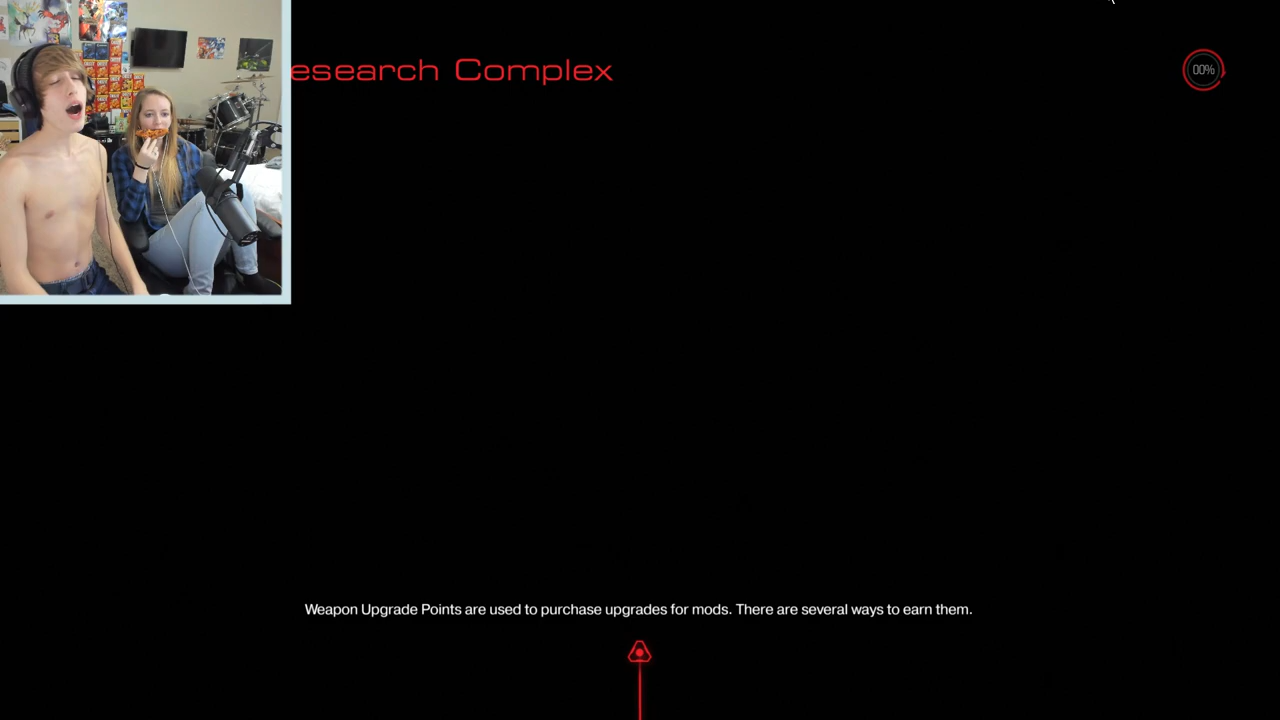 esearch Complex
00%
Weapon Upgrade Points are used to purchase upgrades for mods. There are several ways to earn them.